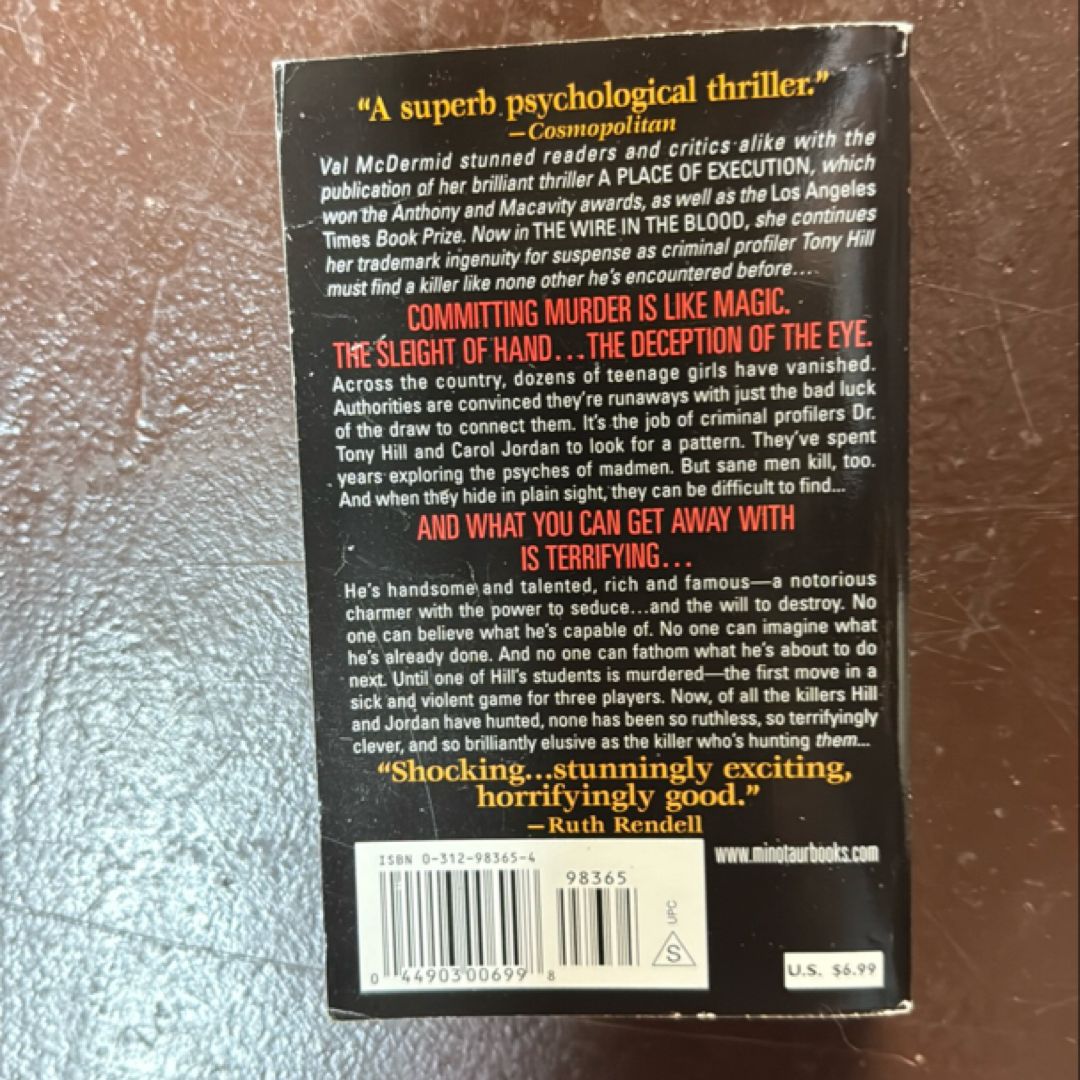 “A superb psychological thriller.”
—Cosmopolitan
Val McDermid stunned readers and critics alike with the
publication of her brilliant thriller A PLACE OF EXECUTION, which
won the Anthony and Macavity awards, as well as the Los Angeles
Times Book Prize. Now in THE WIRE IN THE BLOOD, she continues
her trademark ingenuity for suspense as criminal profiler Tony Hill
must find a killer like none other he's encountered before....
COMMITTING MURDER IS LIKE MAGIC.
THE SLEIGHT OF HAND...THE DECEPTION OF THE EYE.
Across the country, dozens of teenage girls have vanished.
Authorities are convinced they're runaways with just the bad luck
of the draw to connect them. It's the job of criminal profilers Dr.
Tony Hill and Carol Jordan to look for a pattern. They've spent
years exploring the psyches of madmen. But sane men kill, too.
And when they hide in plain sight, they can be difficult to find...
AND WHAT YOU CAN GET AWAY WITH
IS TERRIFYING...
He's handsome and talented, rich and famous—a notorious
charmer with the power to seduce...and the will to destroy. No
one can believe what he's capable of. No one can imagine what
he's already done. And no one can fathom what he's about to do
next. Until one of Hill's students is murdered—the first move in a
sick and violent game for three players. Now, of all the killers Hill
and Jordan have hunted, none has been so ruthless, so terrifyingly
clever, and so brilliantly elusive as the killer who's hunting them...
“Shocking...stunningly exciting,
horrifyingly good.”
—Ruth Rendell
www.minotaurbooks.com
ISBN 0-312-98365-4
98365
UPC
S
0 44903 00699 8
U.S. $6.99